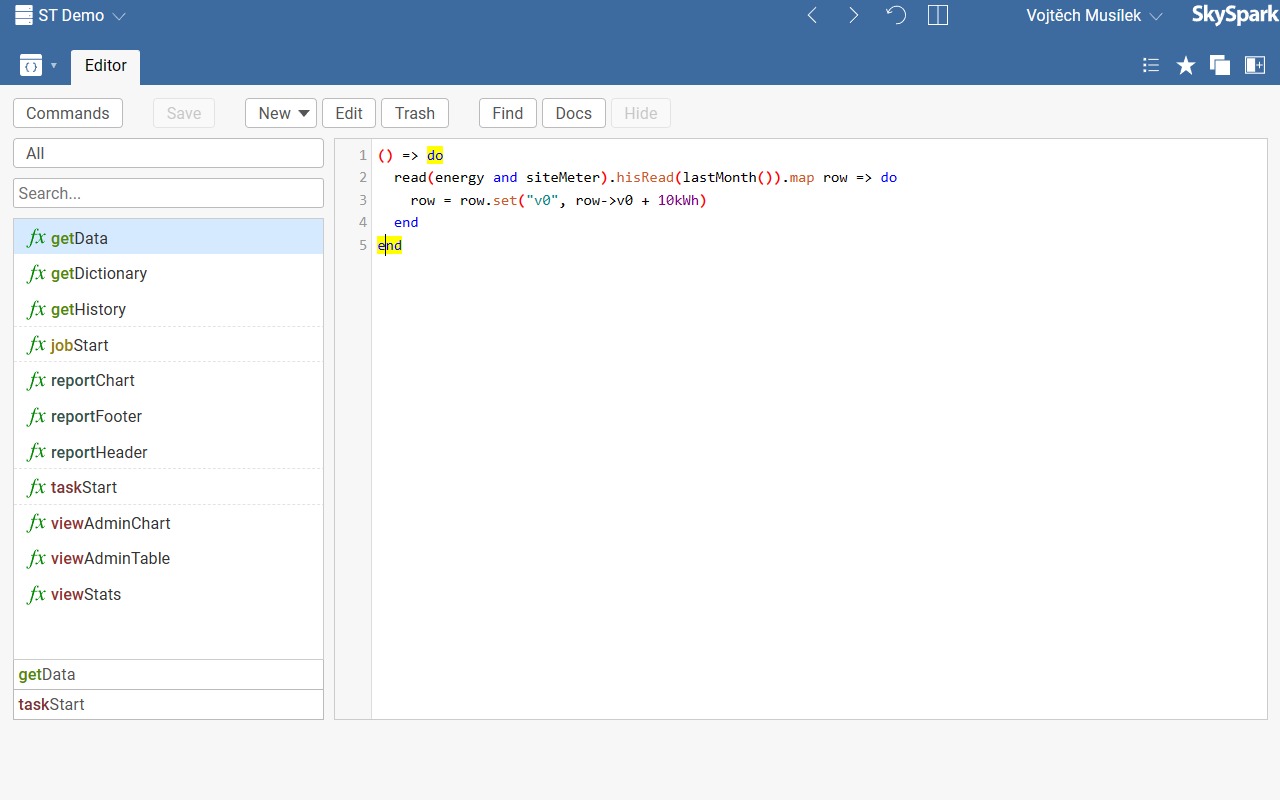 ST Demo
Vojtěch Musílek
SkySpark
Editor
Commands
Save
New
Edit
Trash
Find
Docs
Hide
All
Search...
fx getData
fx getDictionary
fx getHistory
fx jobStart
fx reportChart
fx reportFooter
fx reportHeader
fx taskStart
fx viewAdminChart
fx viewAdminTable
fx viewStats
getData
taskStart
1 () => do
2 read(energy and siteMeter).hisRead(lastMonth()).map row => do
3 row = row.set("v0", row->v0 + 10kWh)
4 end
5 end